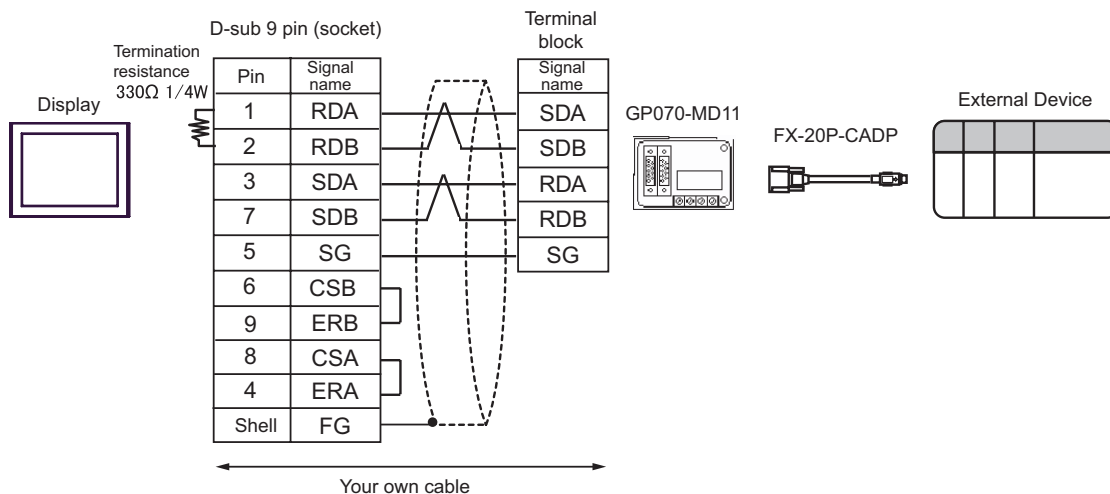 D-sub 9 pin (socket)
Terminal
block
Termination
resistance
330Ω 1/4W
Display
Pin Signal name
1 RDA
2 RDB
3 SDA
7 SDB
5 SG
6 CSB
9 ERB
8 CSA
4 ERA
Shell FG
Signal name
SDA
SDB
RDA
RDB
SG
GP070-MD11
FX-20P-CADP
External Device
Your own cable